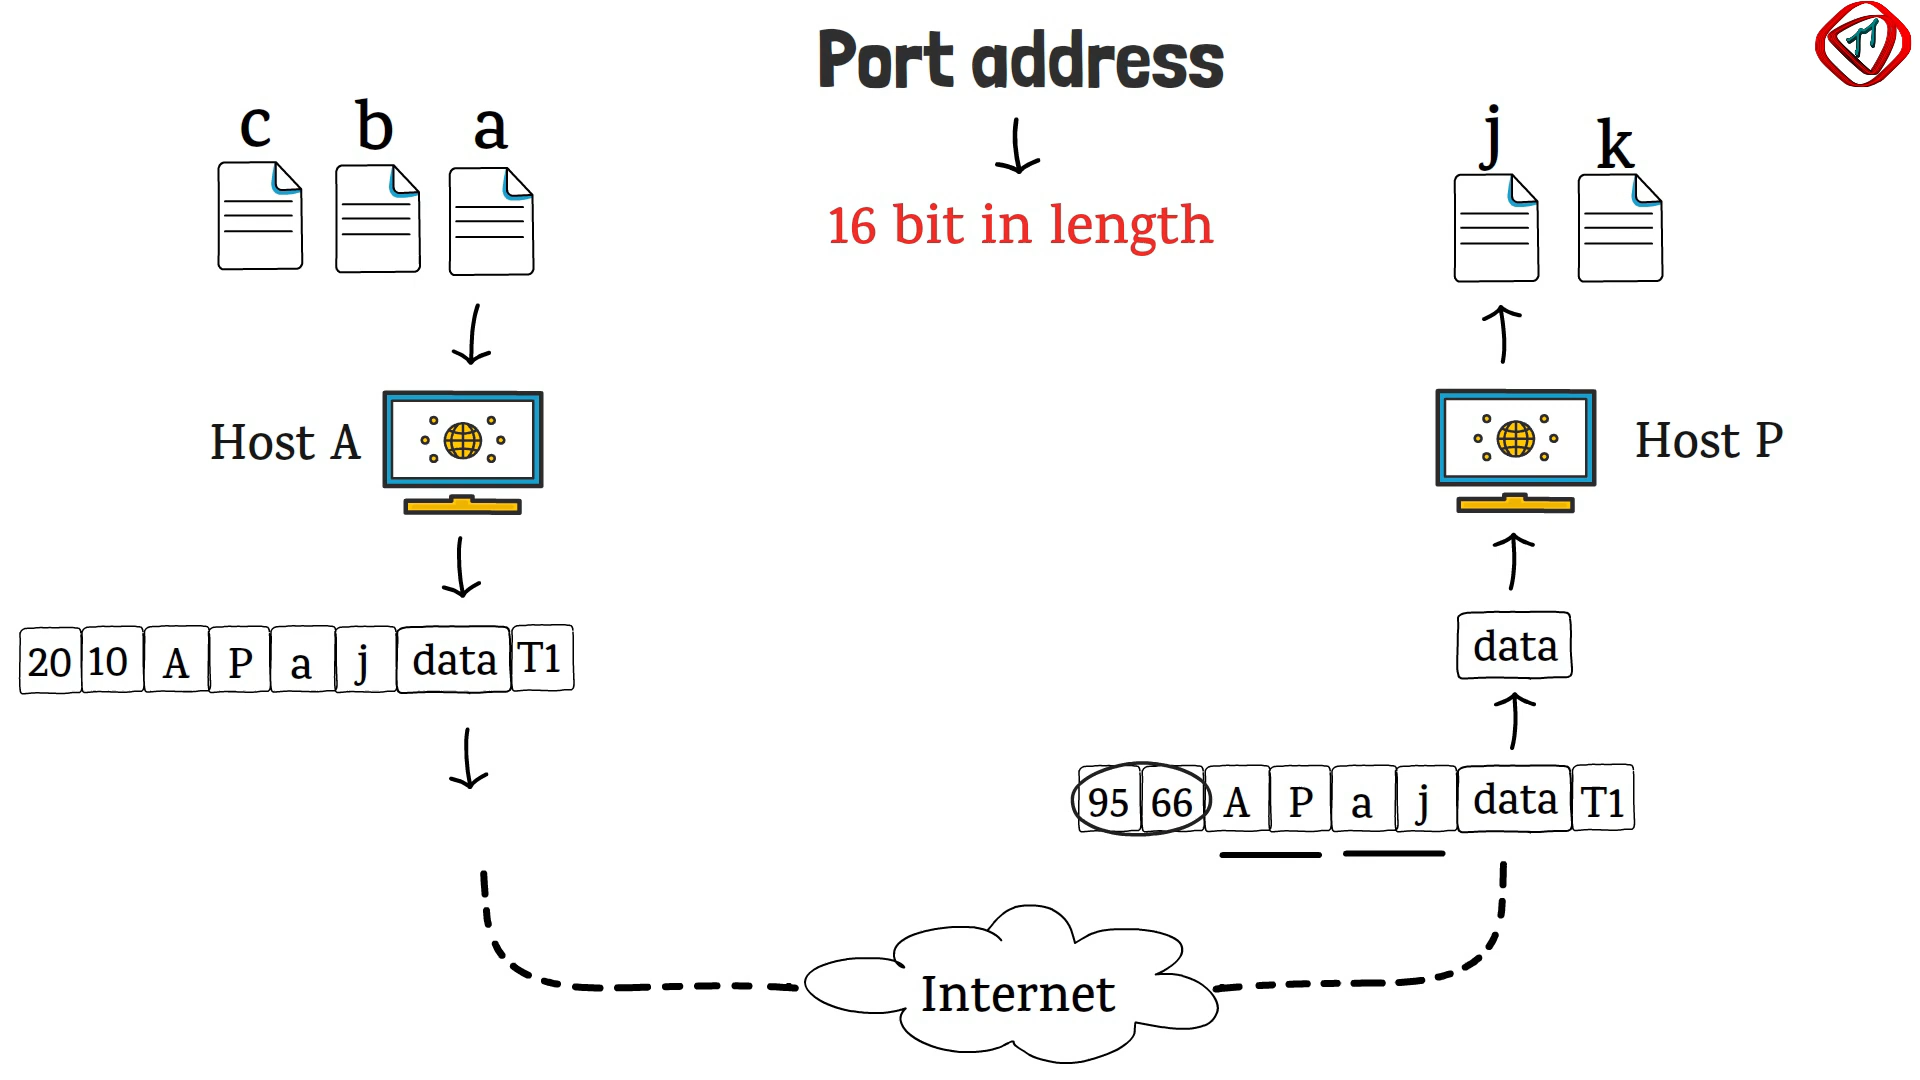 Port address
c b a
j k
16 bit in length
Host A
Host P
20 10 A P a j data T1
data
95 66 A P a j data T1
Internet